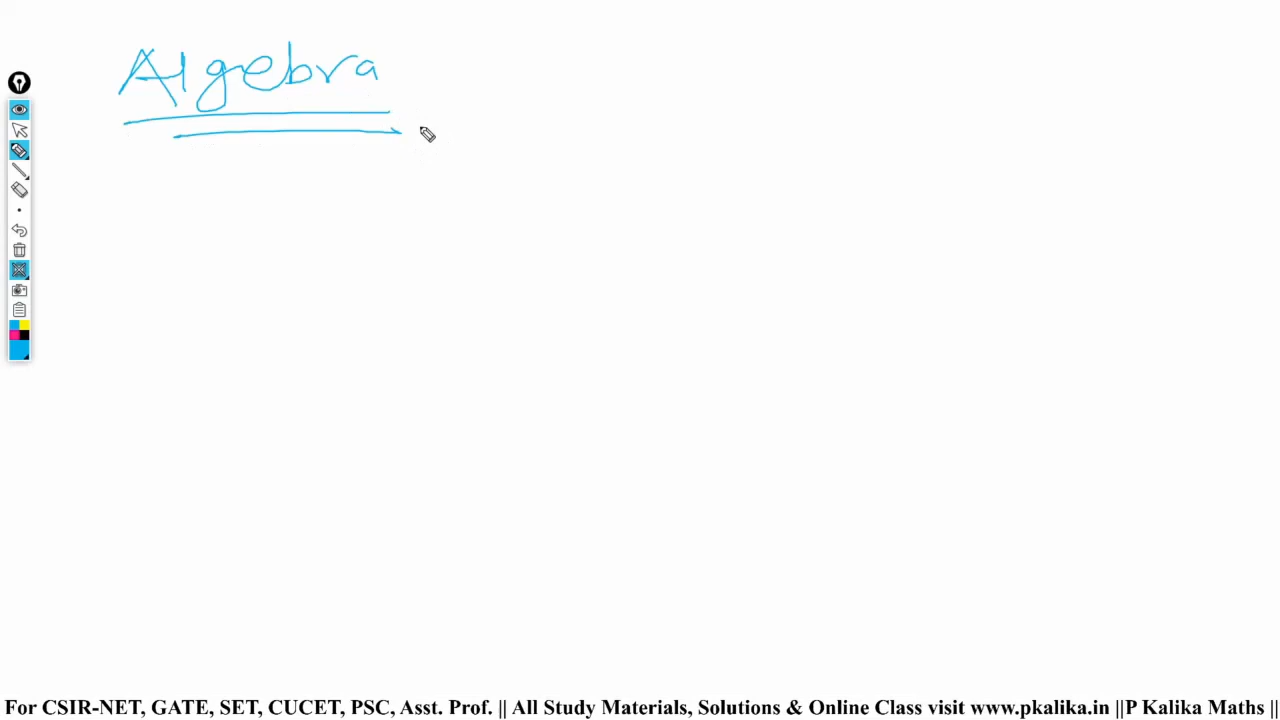 Algebra
For CSIR-NET, GATE, SET, CUCET, PSC, Asst. Prof. || All Study Materials, Solutions & Online Class visit www.pkalika.in ||P Kalika Maths ||